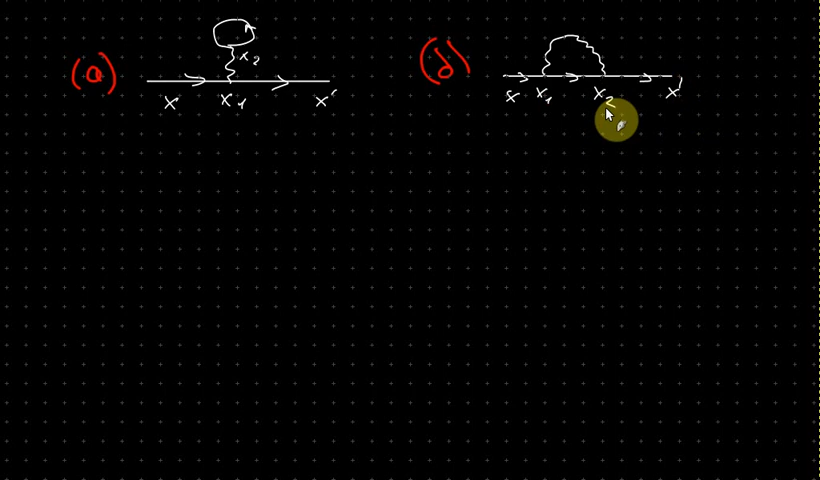 (a)
x₂
x x₁ x'
(d)
x x₁ x₂ x'